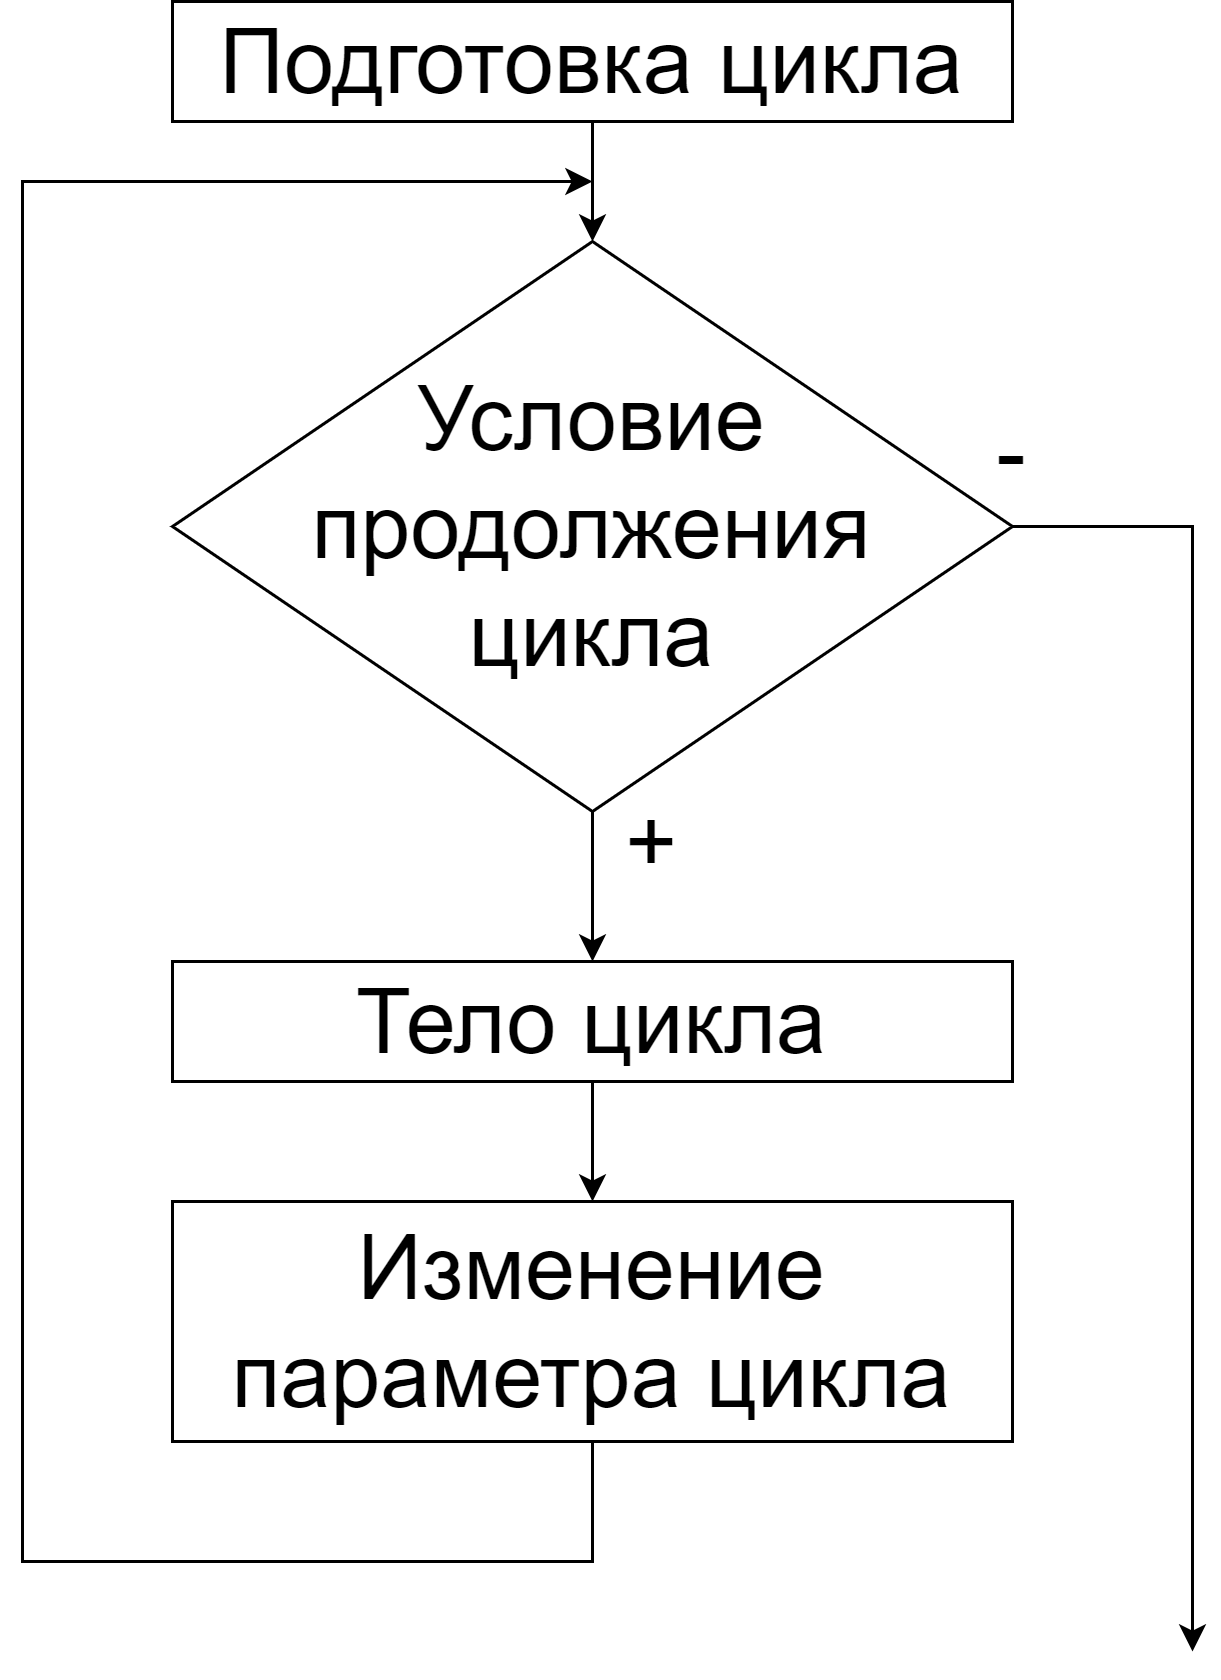 Подготовка цикла
Условие
продолжения
цикла
-
+
Тело цикла
Изменение
параметра цикла